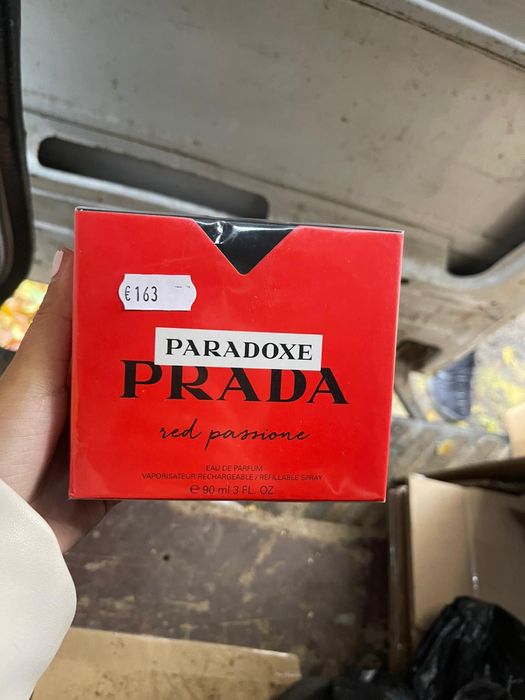 €163
PARADOXE
PRADA
red passione
EAU DE PARFUM
VAPORISATEUR RECHARGEABLE / REFILLABLE SPRAY
℮ 90 ml 3 FL. OZ.